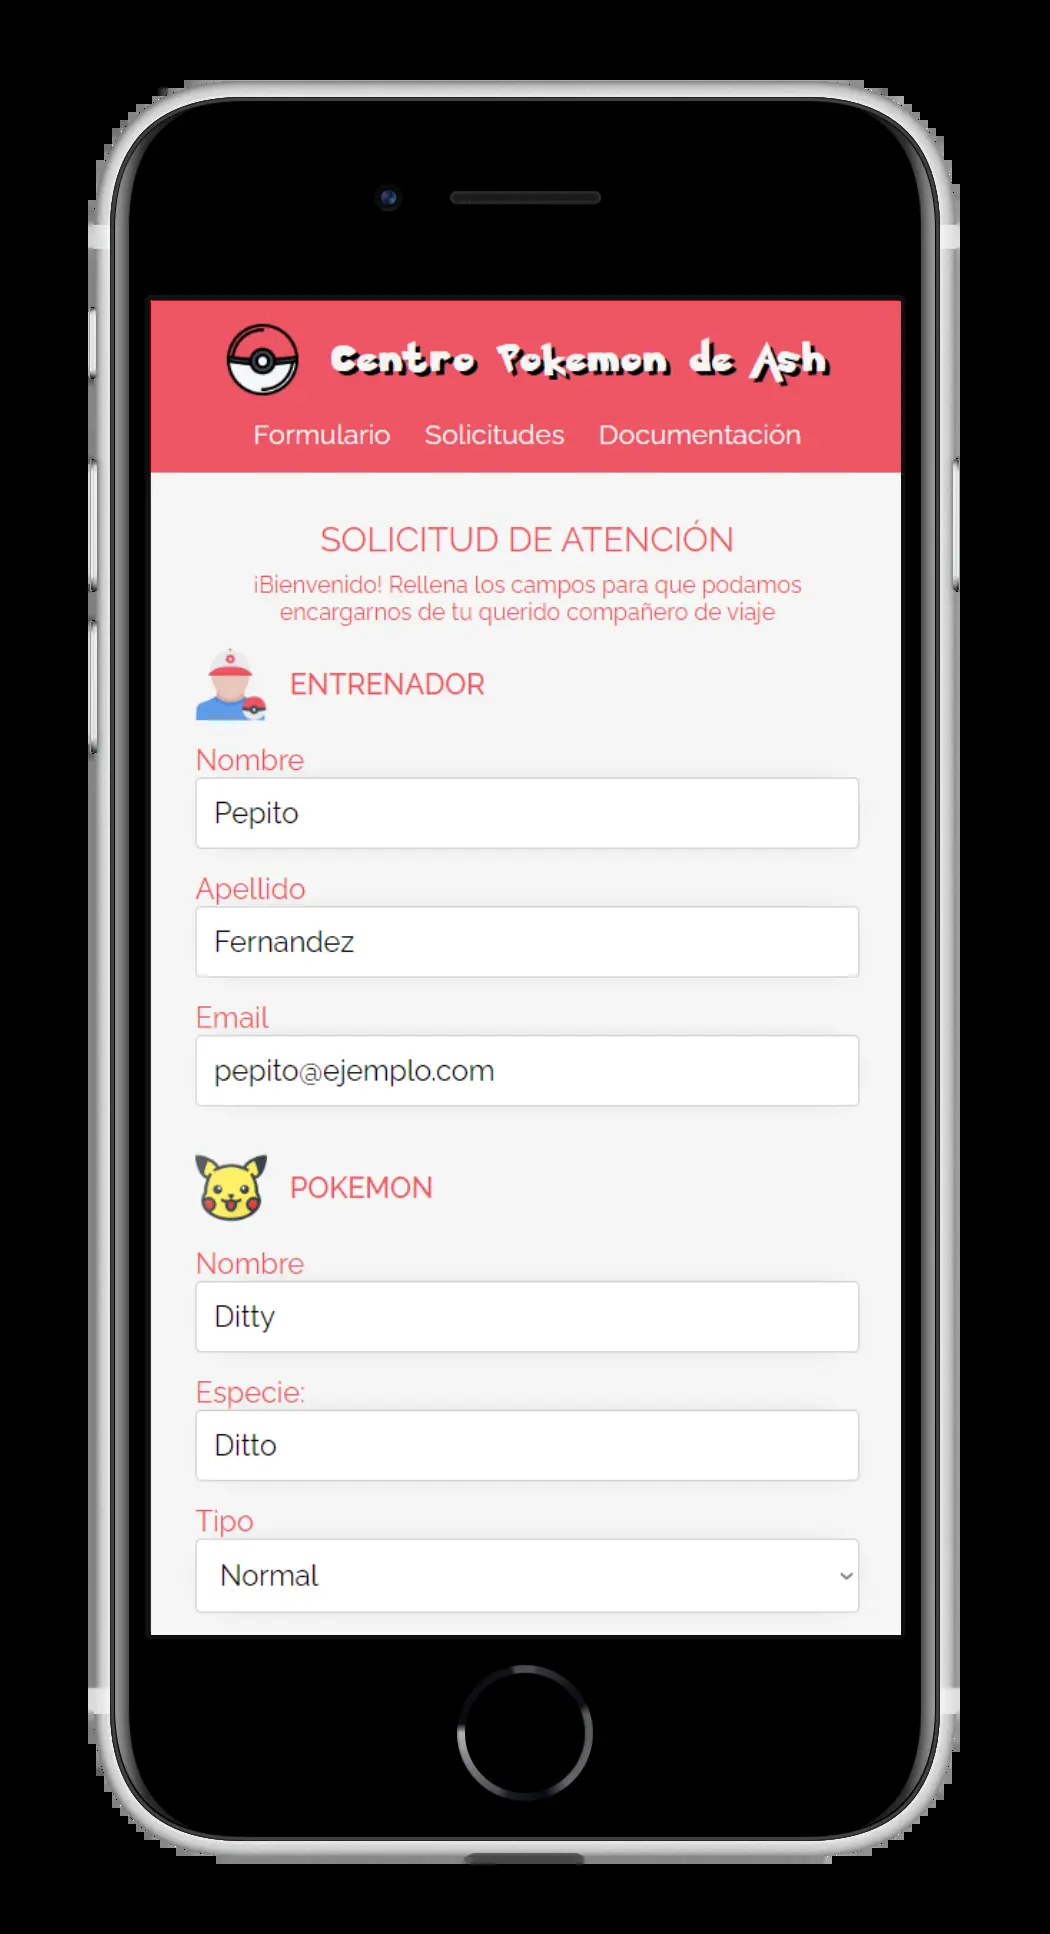 Centro Pokemon de Ash
Formulario Solicitudes Documentación
SOLICITUD DE ATENCIÓN
¡Bienvenido! Rellena los campos para que podamos
encargarnos de tu querido compañero de viaje
ENTRENADOR
Nombre
Pepito
Apellido
Fernandez
Email
pepito@ejemplo.com
POKEMON
Nombre
Ditty
Especie:
Ditto
Tipo
Normal